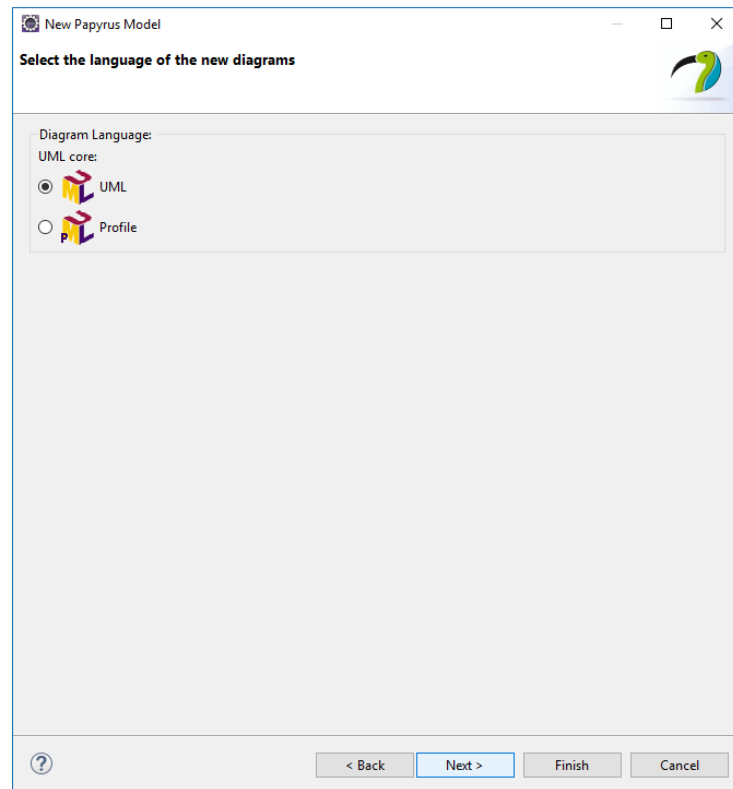 New Papyrus Model
Select the language of the new diagrams
Diagram Language:
UML core:
UML
Profile
< Back
Next >
Finish
Cancel